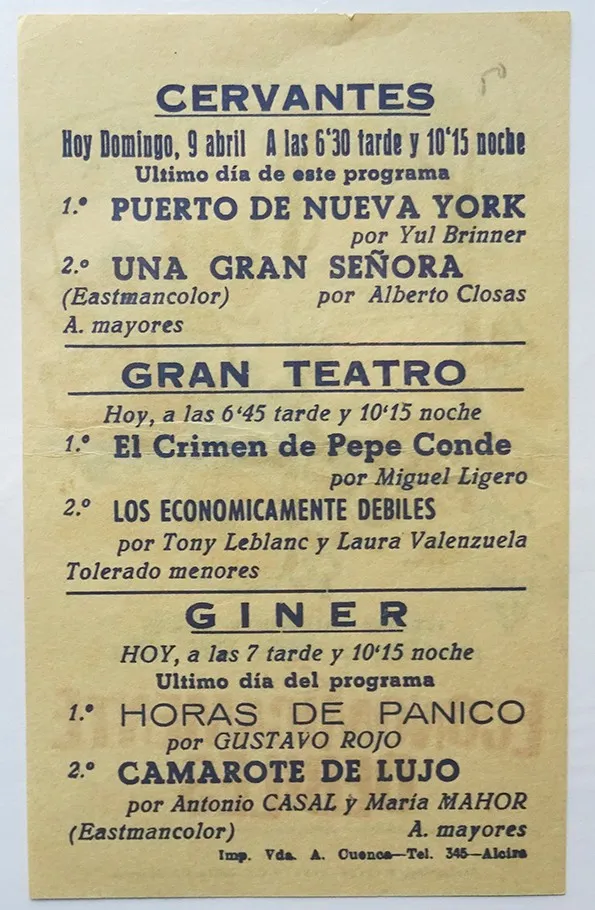 CERVANTES
Hoy Domingo, 9 abril A las 6'30 tarde y 10'15 noche
Ultimo día de este programa
1.º PUERTO DE NUEVA YORK
por Yul Brinner
2.º UNA GRAN SEÑORA
(Eastmancolor) por Alberto Closas
A. mayores
GRAN TEATRO
Hoy, a las 6'45 tarde y 10'15 noche
1.º El Crimen de Pepe Conde
por Miguel Ligero
2.º LOS ECONOMICAMENTE DEBILES
por Tony Leblanc y Laura Valenzuela
Tolerado menores
GINER
HOY, a las 7 tarde y 10'15 noche
Ultimo día del programa
1.º HORAS DE PANICO
por GUSTAVO ROJO
2.º CAMAROTE DE LUJO
por Antonio CASAL y María MAHOR
(Eastmancolor) A. mayores
Imp. Vda. A. Cuenca—Tel. 345—Alcira